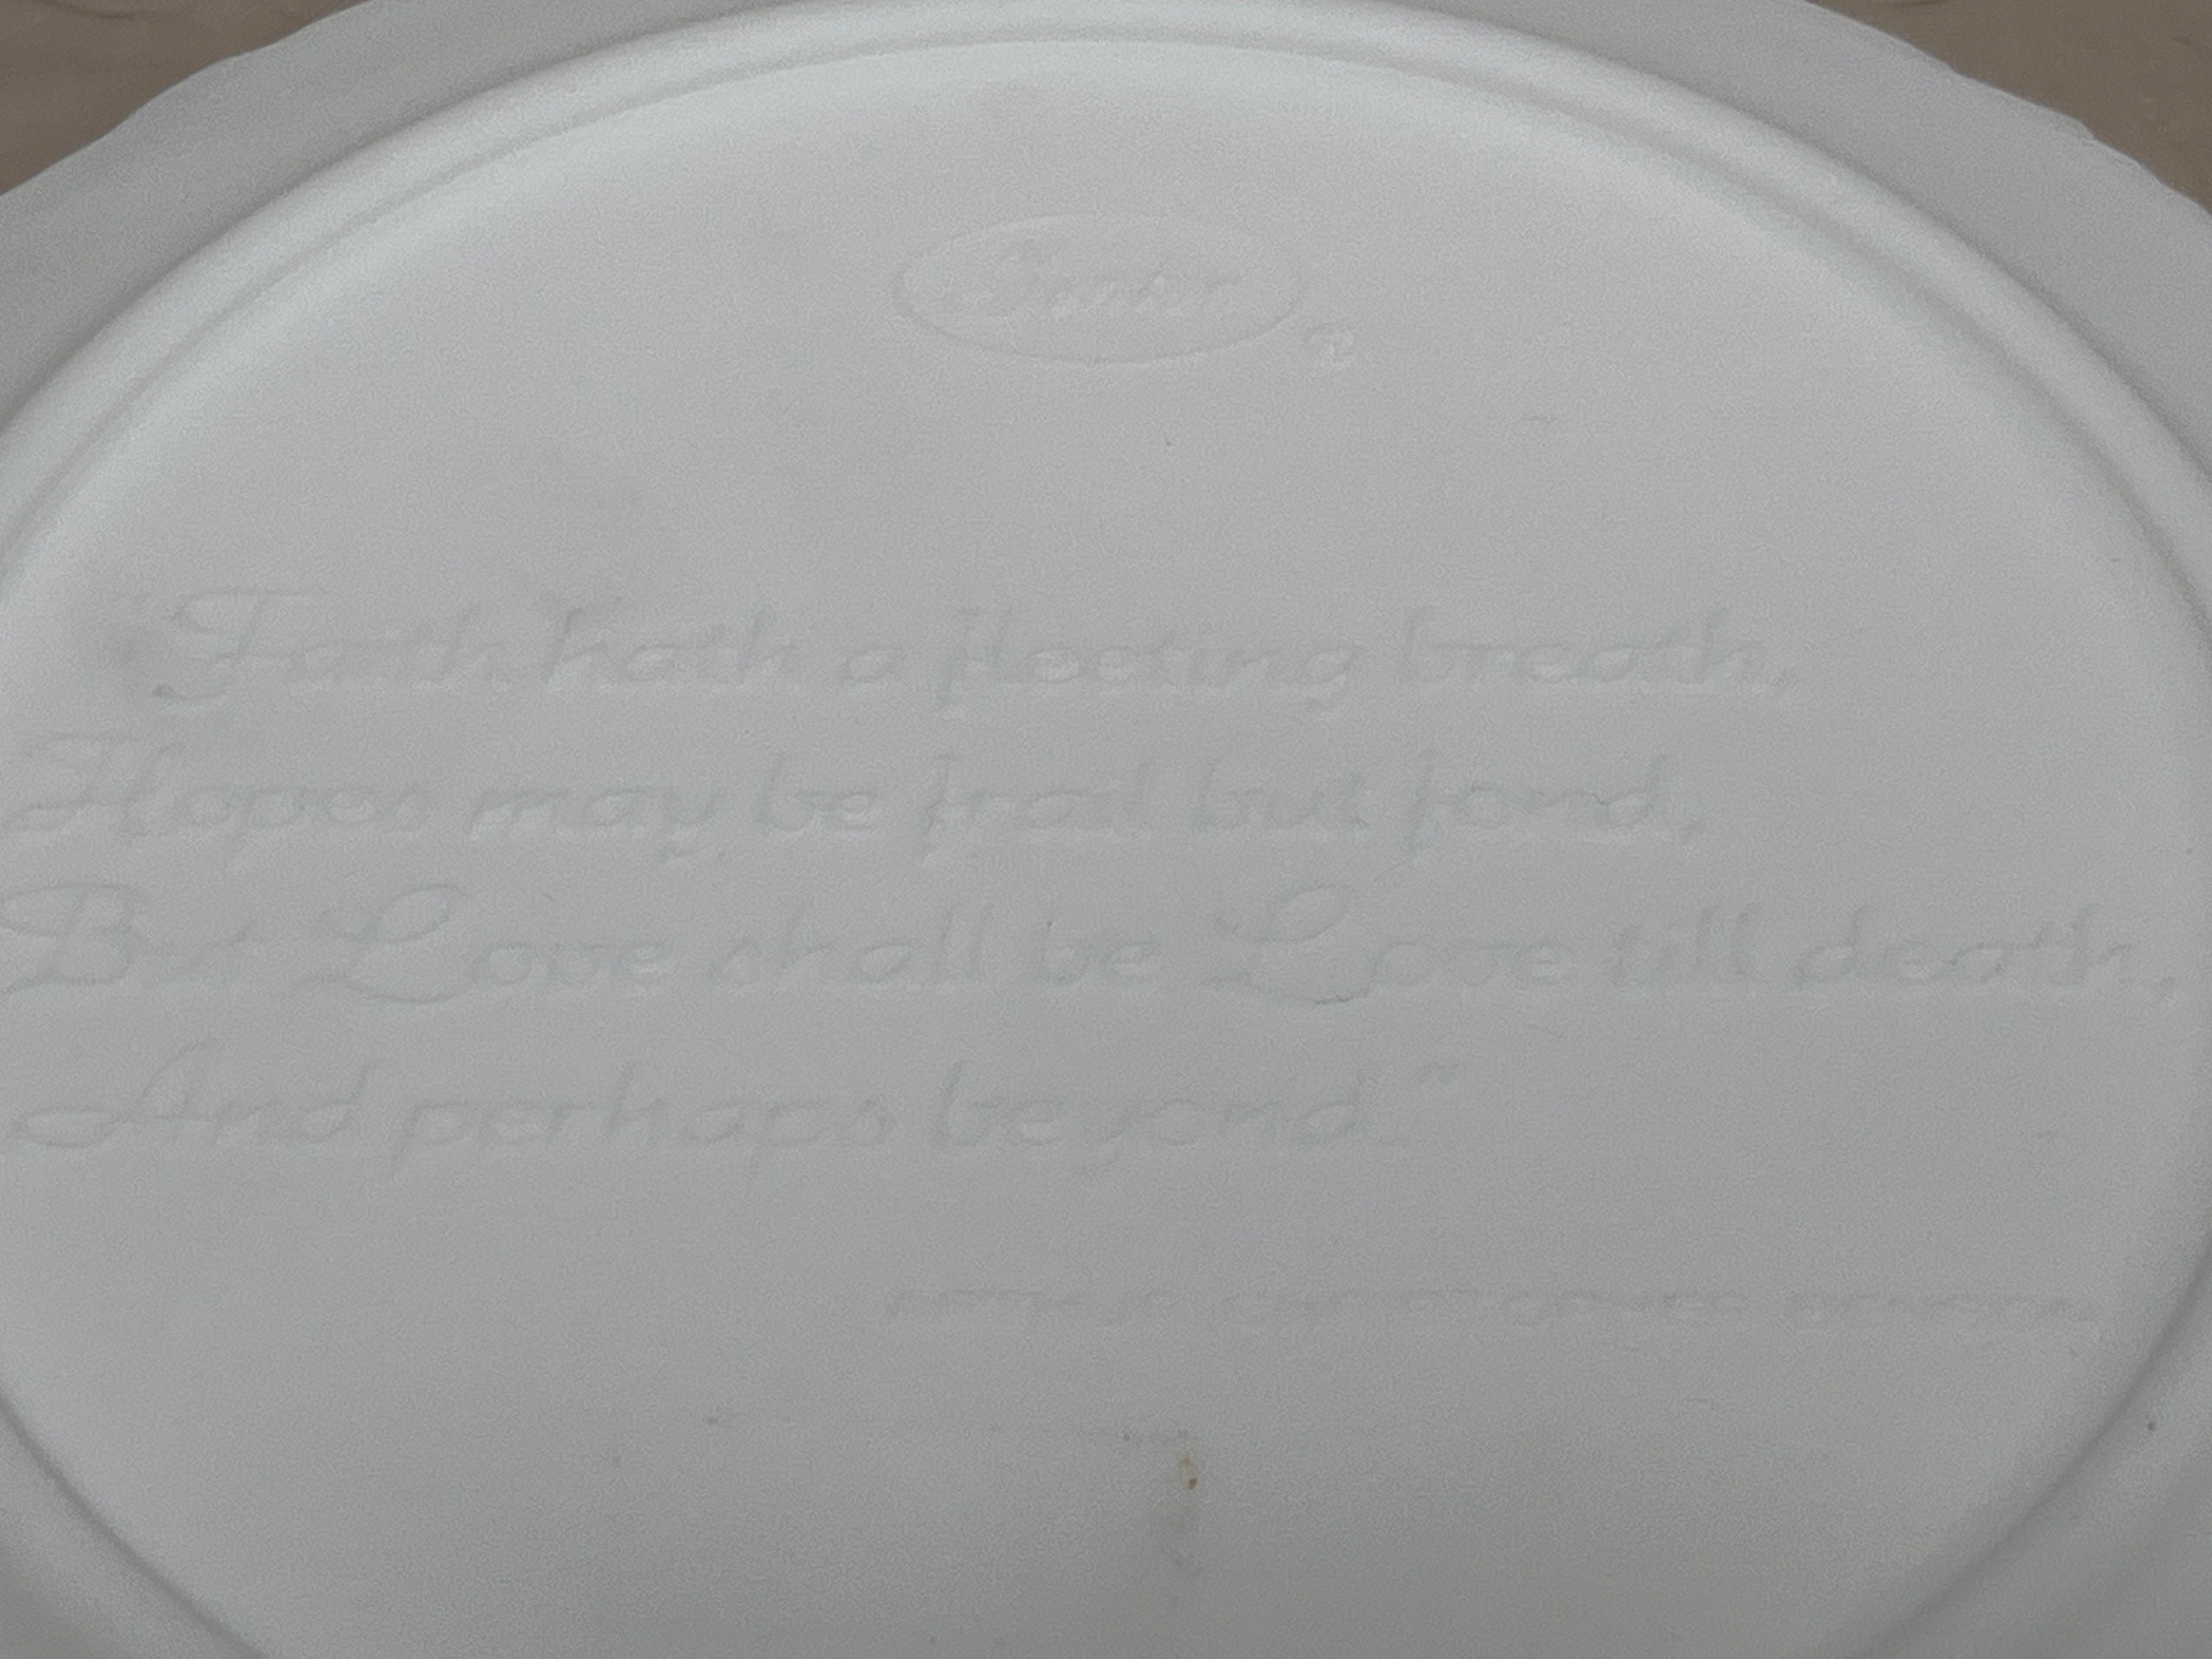 "Faith hath a fleeting breath,
Hopes may be frail but fond,
But Love shall be Love till death,
And perhaps beyond."